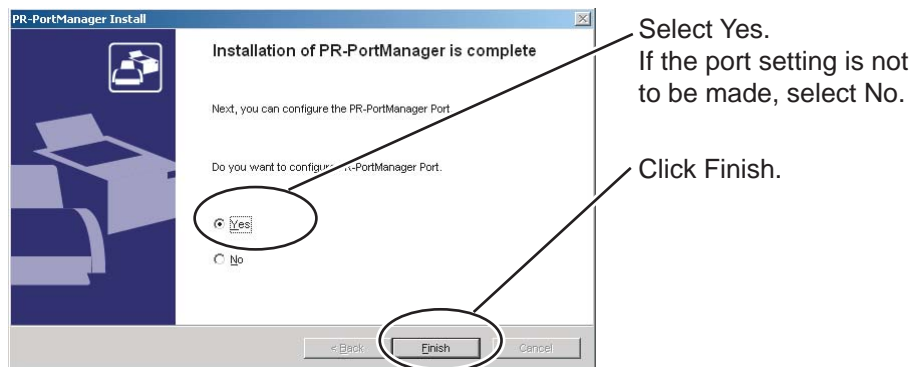 PR-PortManager Install
Installation of PR-PortManager is complete
Next, you can configure the PR-PortManager Port
Do you want to configure PR-PortManager Port.
Yes
No
< Back
Finish
Cancel
Select Yes.
If the port setting is not
to be made, select No.
Click Finish.